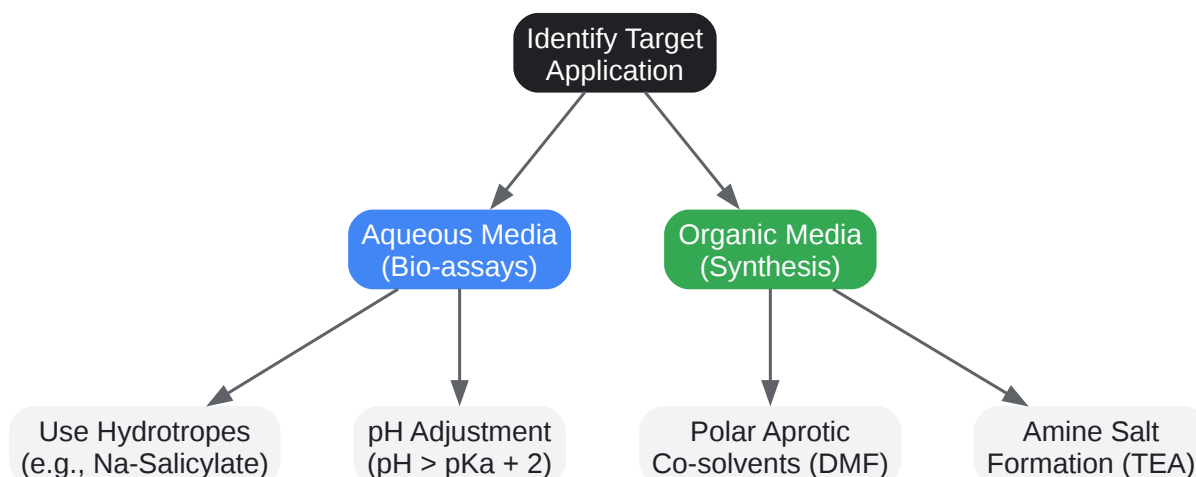 Identify Target
Application
Aqueous Media
(Bio-assays)
Organic Media
(Synthesis)
Use Hydrotropes
(e.g., Na-Salicylate)
pH Adjustment
(pH > pKa + 2)
Polar Aprotic
Co-solvents (DMF)
Amine Salt
Formation (TEA)